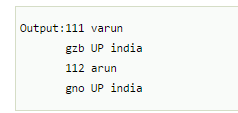 Output:111 varun
gzb UP india
112 arun
gno UP india